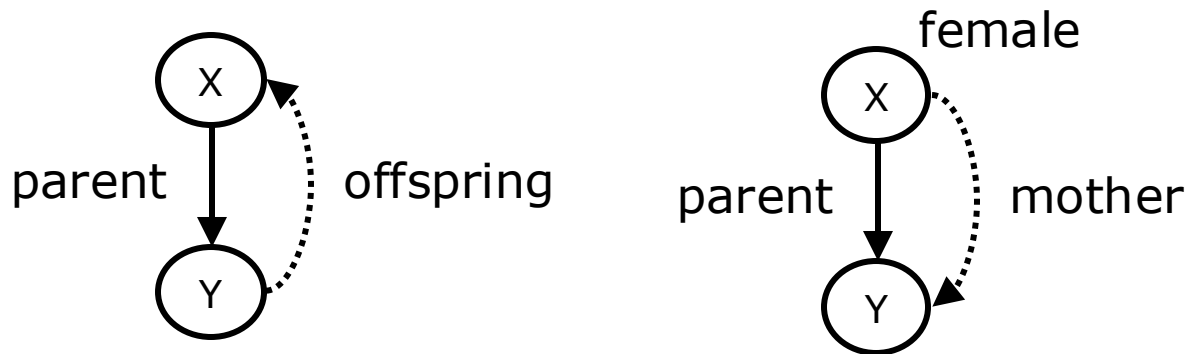 X
parent
offspring
Y
female
X
parent
mother
Y